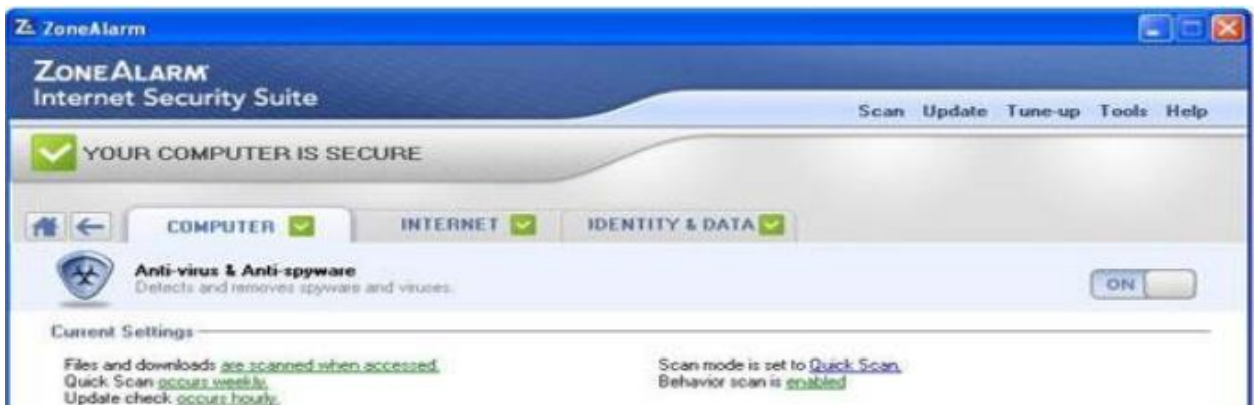 ZoneAlarm
ZONEALARM
Internet Security Suite
Scan Update Tune-up Tools Help
YOUR COMPUTER IS SECURE
COMPUTER INTERNET IDENTITY & DATA
Anti-virus & Anti-spyware ON
Detects and removes spyware and viruses.
Current Settings
Files and downloads are scanned when accessed. Scan mode is set to Quick Scan.
Quick Scan occurs weekly. Behavior scan is enabled
Update check occurs hourly.